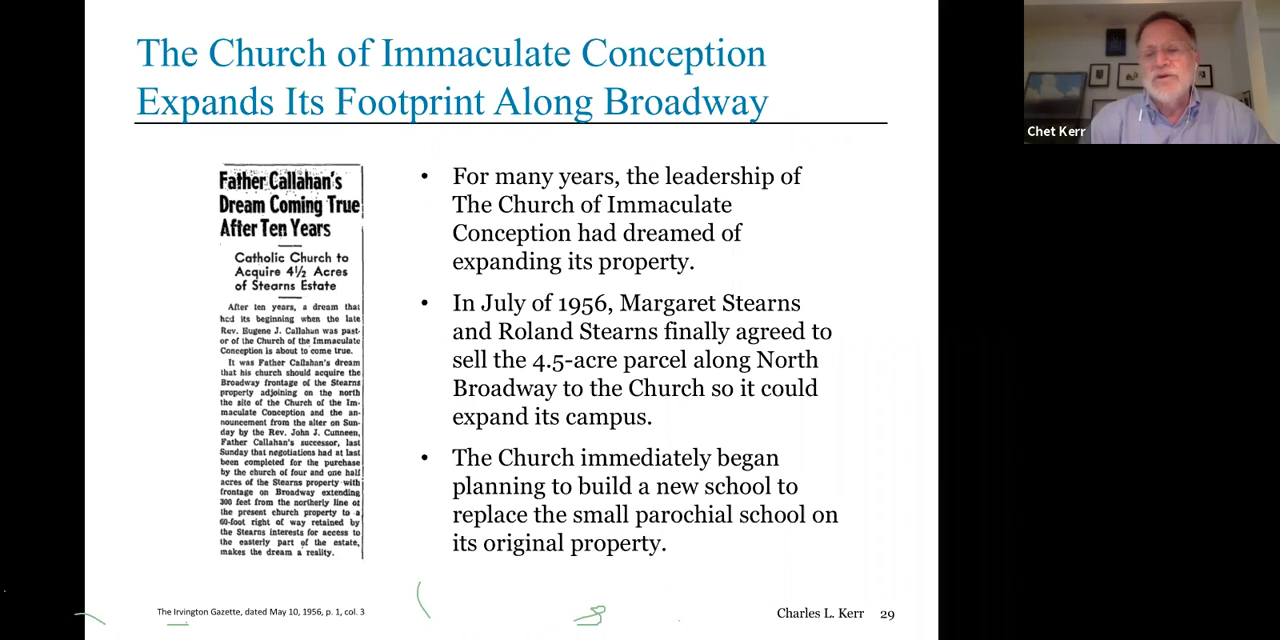 The Church of Immaculate Conception
Expands Its Footprint Along Broadway
Father Callahan's
Dream Coming True
After Ten Years
Catholic Church to
Acquire 4½ Acres
of Stearns Estate
After ten years, a dream that
had its beginning when the late
Rev. Eugene J. Callahan was past-
or of the Church of the Immaculate
Conception is about to come true.
It was Father Callahan's dream
that his church should acquire the
Broadway frontage of the Stearns
property adjoining on the north
the site of the Church of the Im-
maculate Conception and the an-
nouncement from the alter on Sun-
day by the Rev. John J. Cunneen,
Father Callahan's successor, last
Sunday that negotiations had at last
been completed for the purchase
by the church of four and one half
acres of the Stearns property with
frontage on Broadway extending
300 feet from the northerly line of
the present church property to a
60-foot right of way retained by
the Stearns interests for access to
the easterly part of the estate,
makes the dream a reality.
• For many years, the leadership of
The Church of Immaculate
Conception had dreamed of
expanding its property.
• In July of 1956, Margaret Stearns
and Roland Stearns finally agreed to
sell the 4.5-acre parcel along North
Broadway to the Church so it could
expand its campus.
• The Church immediately began
planning to build a new school to
replace the small parochial school on
its original property.
The Irvington Gazette, dated May 10, 1956, p. 1, col. 3
Charles L. Kerr 29
Chet Kerr